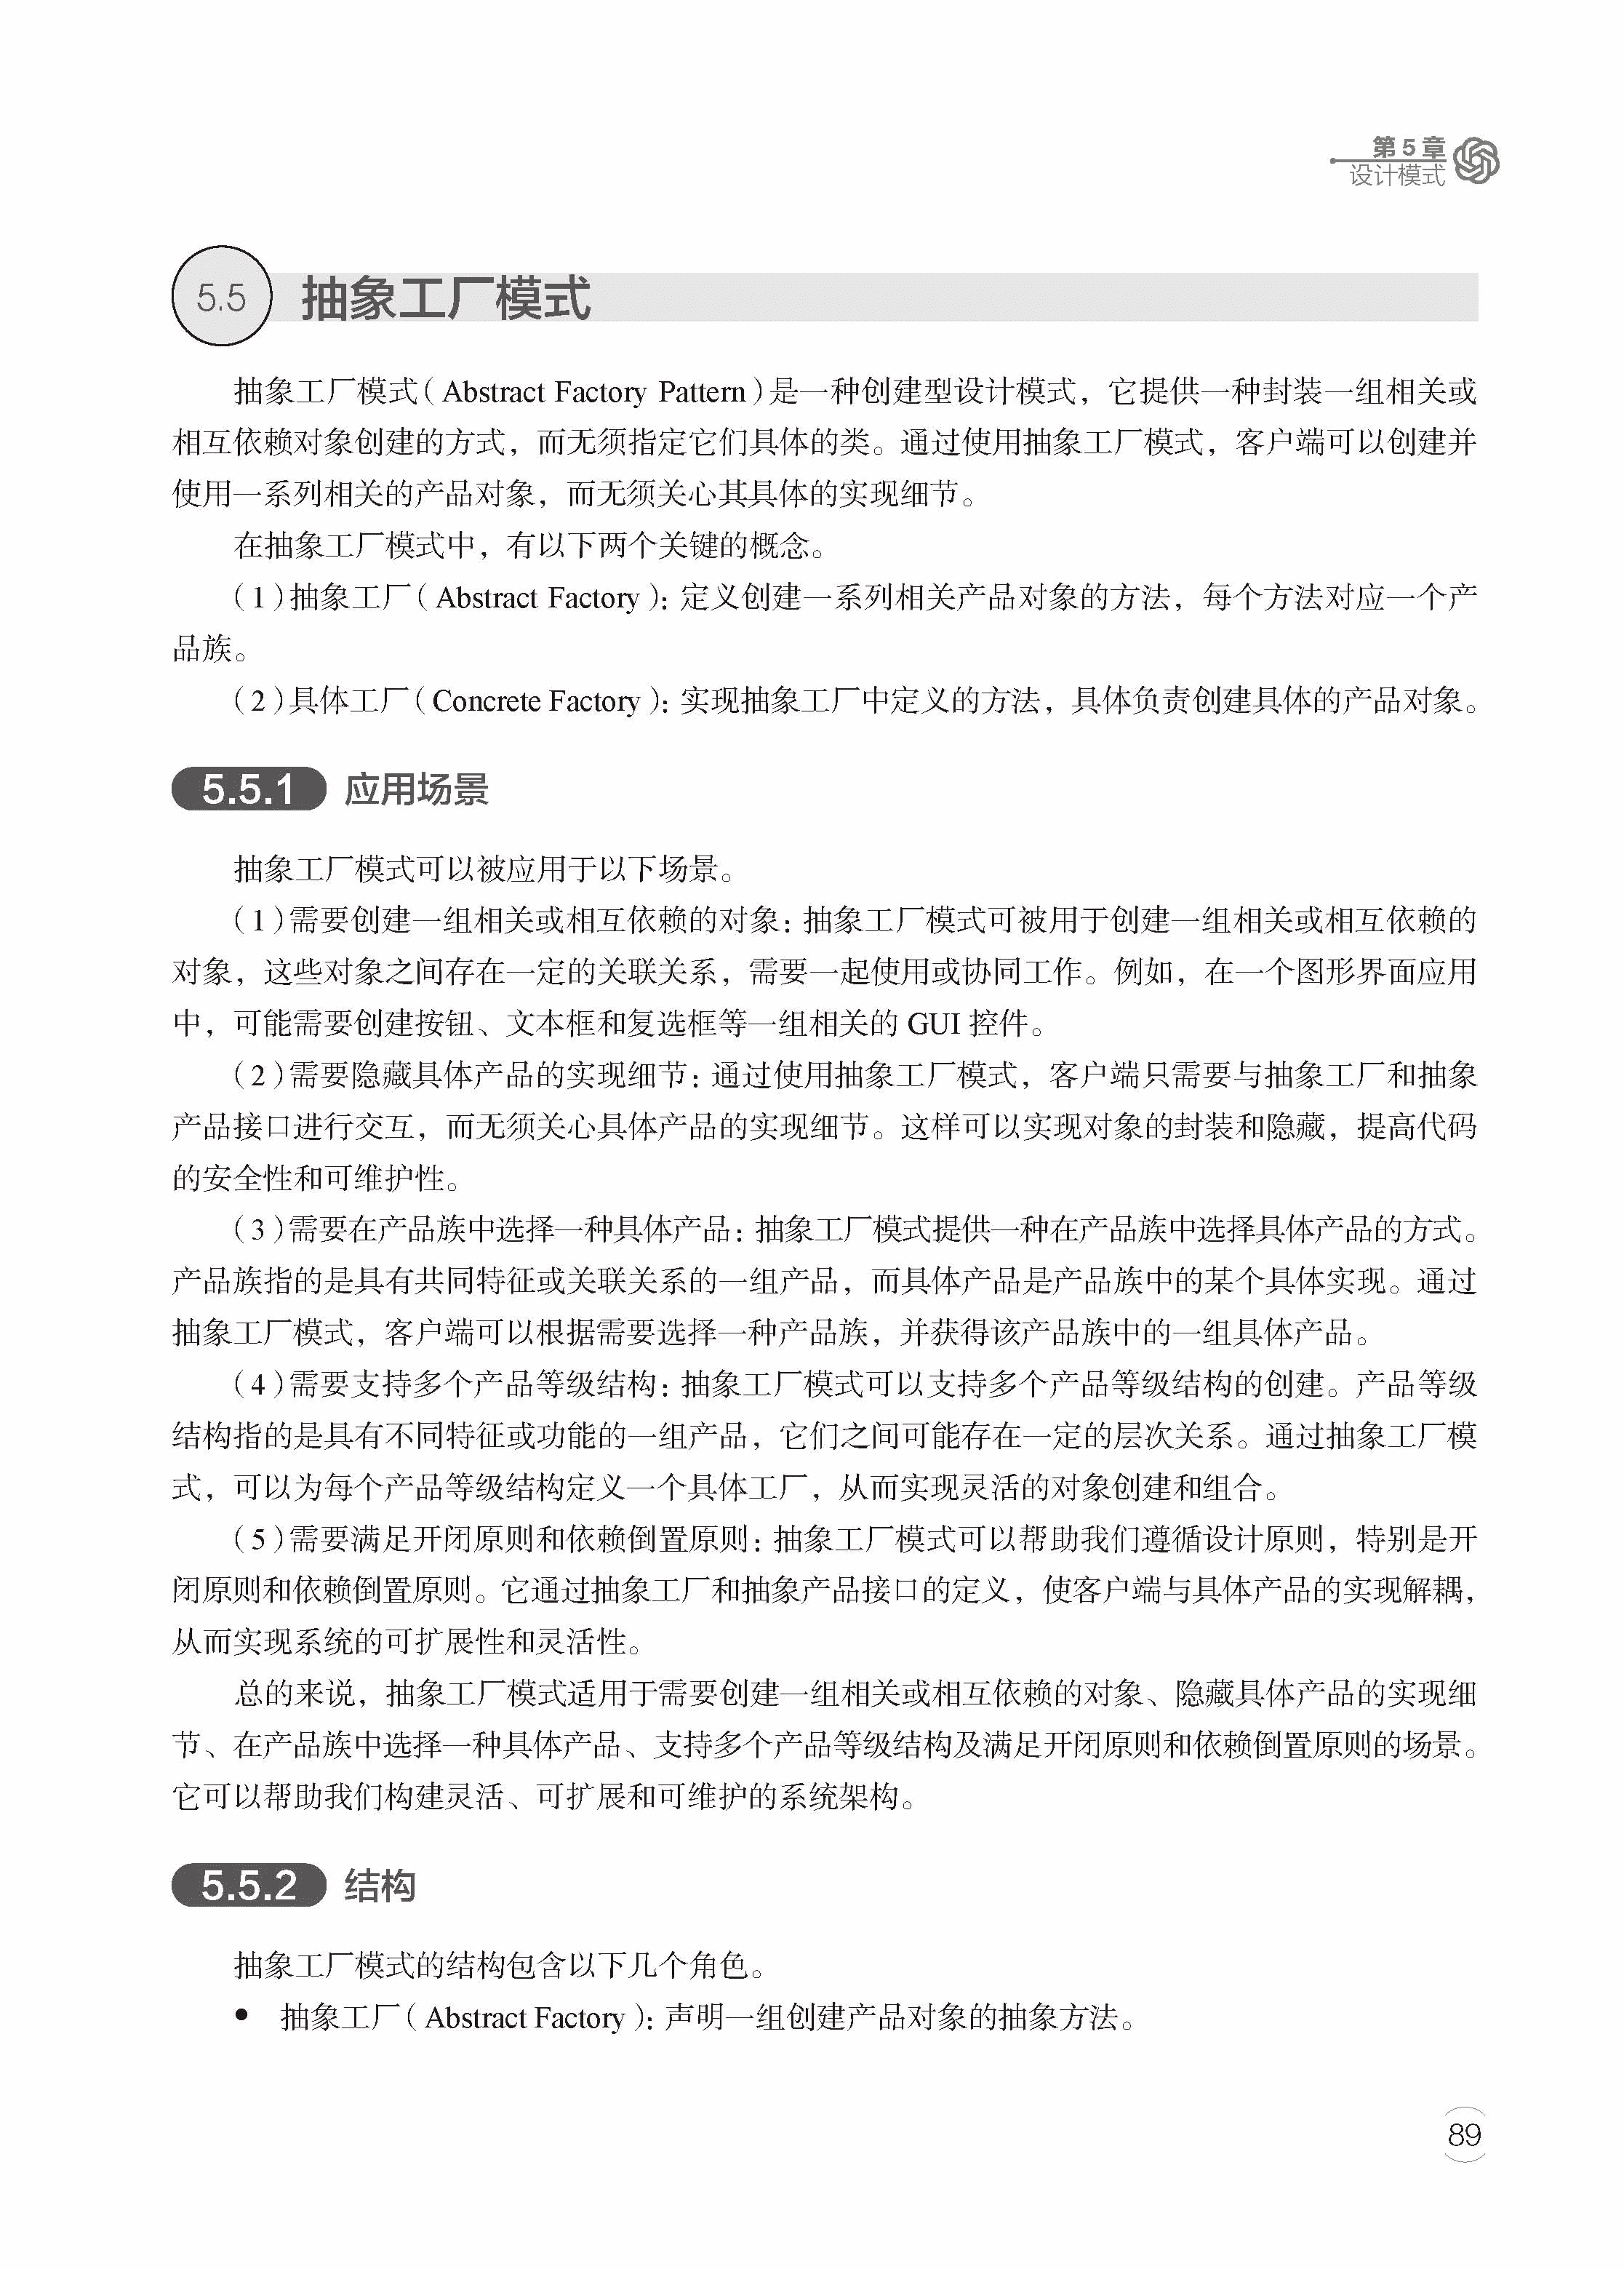 第 5 章
设计模式
5.5 抽象工厂模式
抽象工厂模式（Abstract Factory Pattern）是一种创建型设计模式，它提供一种封装一组相关或
相互依赖对象创建的方式，而无须指定它们具体的类。通过使用抽象工厂模式，客户端可以创建并
使用一系列相关的产品对象，而无须关心其具体的实现细节。
在抽象工厂模式中，有以下两个关键的概念。
（1）抽象工厂（Abstract Factory）：定义创建一系列相关产品对象的方法，每个方法对应一个产
品族。
（2）具体工厂（Concrete Factory）：实现抽象工厂中定义的方法，具体负责创建具体的产品对象。
5.5.1 应用场景
抽象工厂模式可以被应用于以下场景。
（1）需要创建一组相关或相互依赖的对象：抽象工厂模式可被用于创建一组相关或相互依赖的
对象，这些对象之间存在一定的关联关系，需要一起使用或协同工作。例如，在一个图形界面应用
中，可能需要创建按钮、文本框和复选框等一组相关的 GUI 控件。
（2）需要隐藏具体产品的实现细节：通过使用抽象工厂模式，客户端只需要与抽象工厂和抽象
产品接口进行交互，而无须关心具体产品的实现细节。这样可以实现对象的封装和隐藏，提高代码
的安全性和可维护性。
（3）需要在产品族中选择一种具体产品：抽象工厂模式提供一种在产品族中选择具体产品的方式。
产品族指的是具有共同特征或关联关系的一组产品，而具体产品是产品族中的某个具体实现。通过
抽象工厂模式，客户端可以根据需要选择一种产品族，并获得该产品族中的一组具体产品。
（4）需要支持多个产品等级结构：抽象工厂模式可以支持多个产品等级结构的创建。产品等级
结构指的是具有不同特征或功能的一组产品，它们之间可能存在一定的层次关系。通过抽象工厂模
式，可以为每个产品等级结构定义一个具体工厂，从而实现灵活的对象创建和组合。
（5）需要满足开闭原则和依赖倒置原则：抽象工厂模式可以帮助我们遵循设计原则，特别是开
闭原则和依赖倒置原则。它通过抽象工厂和抽象产品接口的定义，使客户端与具体产品的实现解耦，
从而实现系统的可扩展性和灵活性。
总的来说，抽象工厂模式适用于需要创建一组相关或相互依赖的对象、隐藏具体产品的实现细
节、在产品族中选择一种具体产品、支持多个产品等级结构及满足开闭原则和依赖倒置原则的场景。
它可以帮助我们构建灵活、可扩展和可维护的系统架构。
5.5.2 结构
抽象工厂模式的结构包含以下几个角色。
● 抽象工厂（Abstract Factory）：声明一组创建产品对象的抽象方法。
89